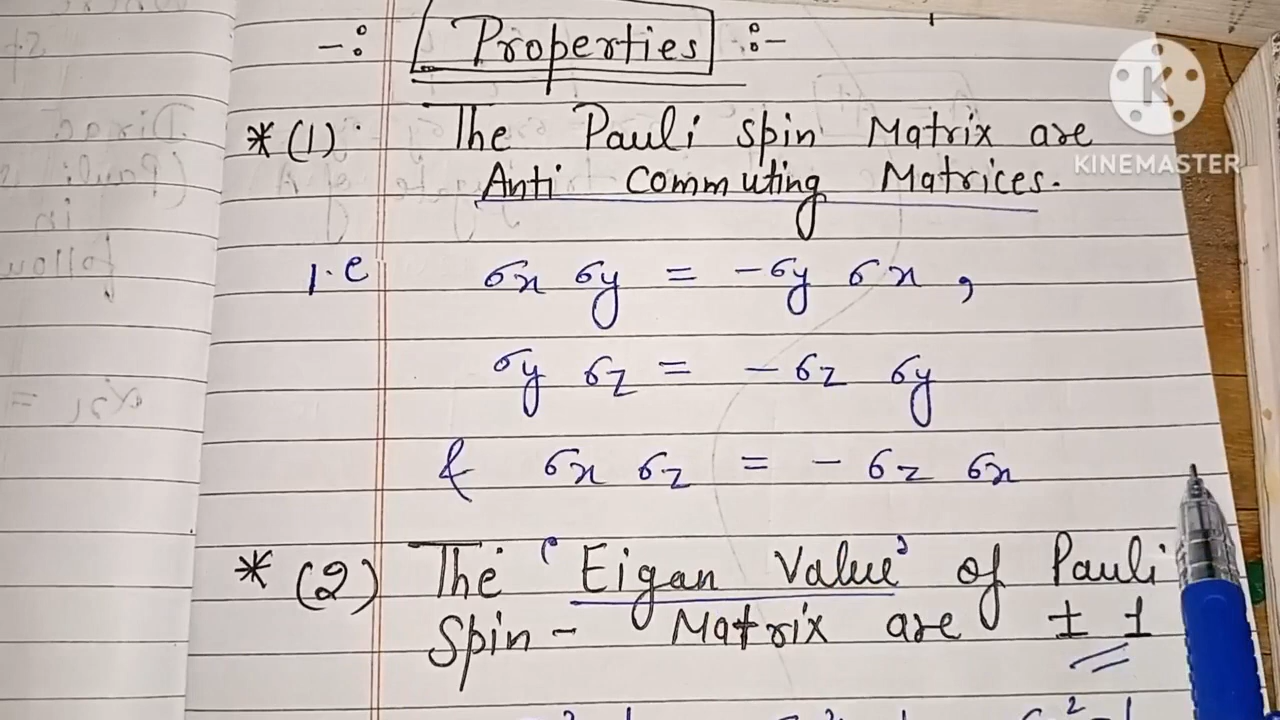 -: Properties :-
*(1) The Pauli spin Matrix are
Anti Commuting Matrices.
i.e σx σy = -σy σx ,
σy σz = - σz σy
& σx σz = - σz σx
*(2) The 'Eigan Value' of Pauli
Spin - Matrix are ± 1
KINEMASTER